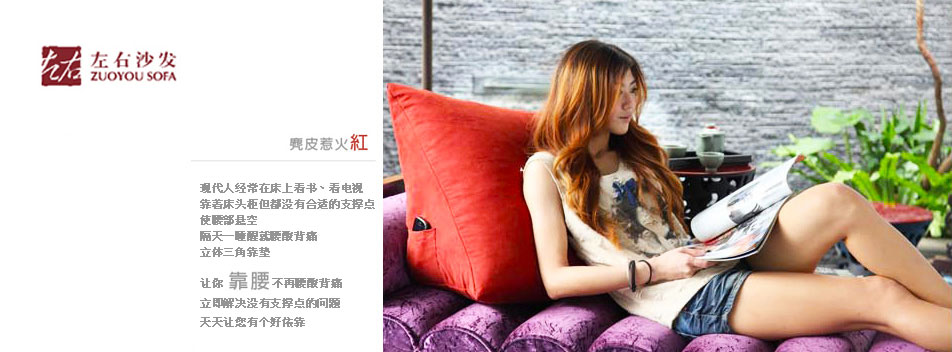 左右
左右沙发
ZUOYOU SOFA
麂皮惹火紅
现代人经常在床上看书、看电视
靠着床头柜但都没有合适的支撑点
使腰部悬空
隔天一睡醒就腰酸背痛
立体三角靠垫
让你 靠腰 不再腰酸背痛
立即解决没有支撑点的问题
天天让您有个好依靠